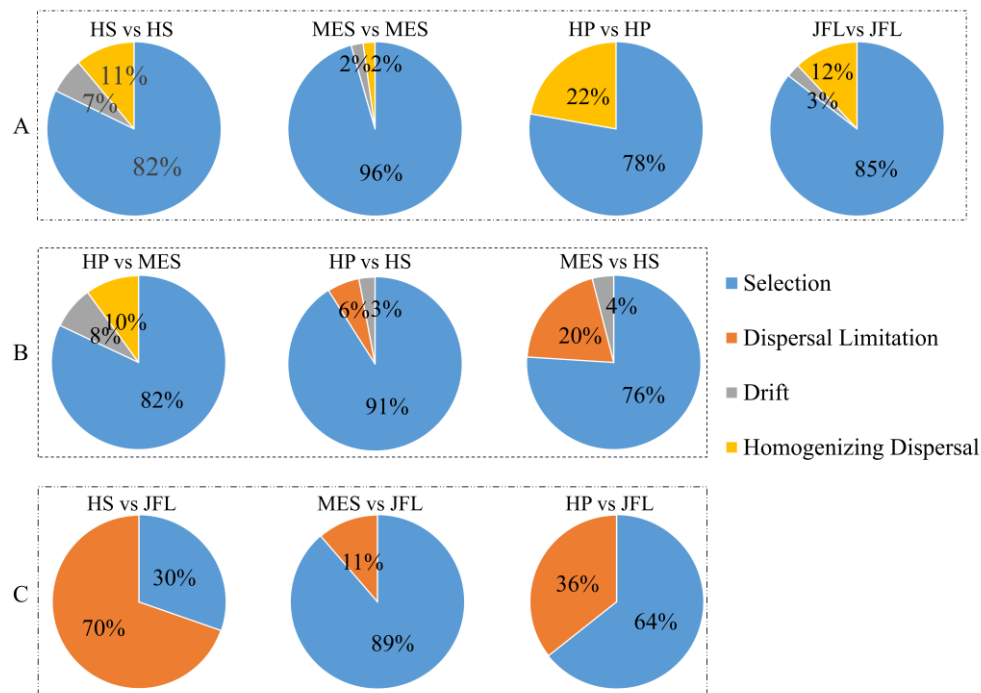 HS vs HS
MES vs MES
HP vs HP
JFLvs JFL
A
11%
7%
82%
2%
2%
96%
22%
78%
12%
3%
85%
HP vs MES
HP vs HS
MES vs HS
B
10%
8%
82%
6%
3%
91%
4%
20%
76%
Selection
Dispersal Limitation
Drift
Homogenizing Dispersal
HS vs JFL
MES vs JFL
HP vs JFL
C
30%
70%
11%
89%
36%
64%